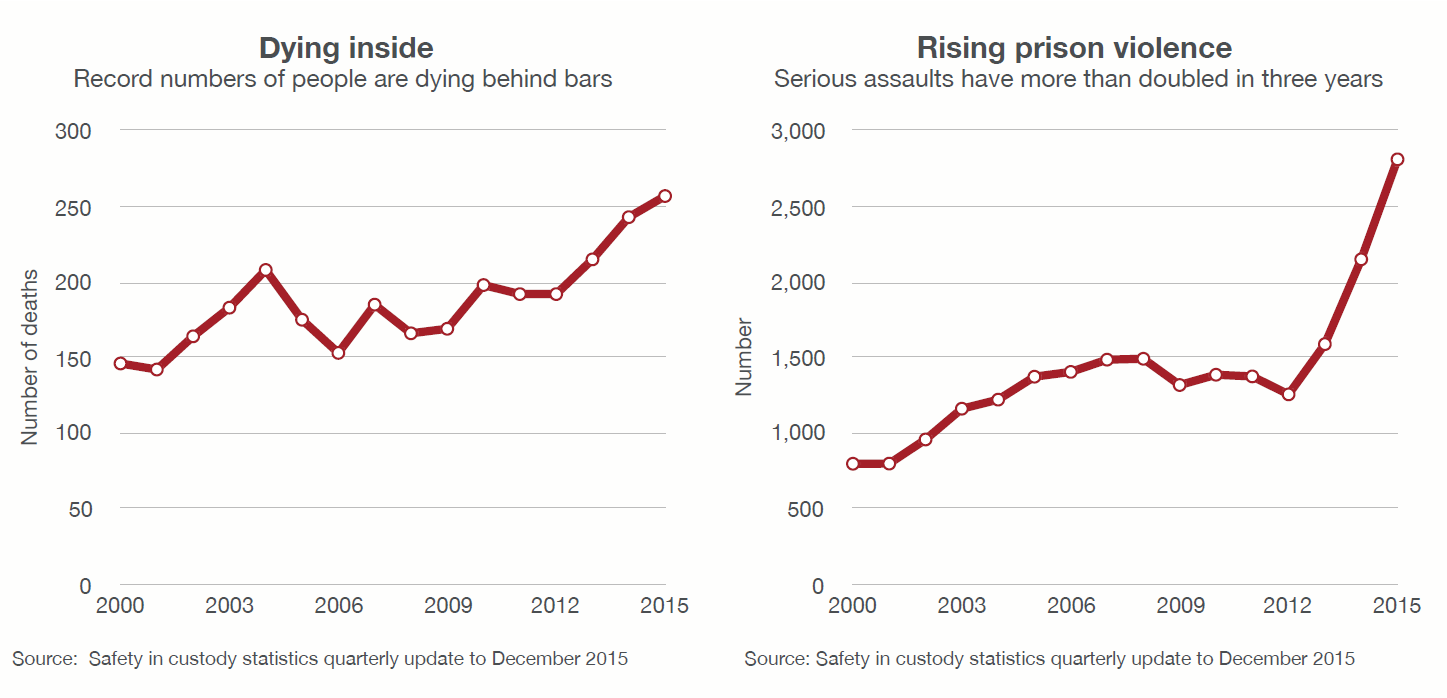 Dying inside
Record numbers of people are dying behind bars
300
250
200
150
100
50
0
Number of deaths
2000 2003 2006 2009 2012 2015
Source: Safety in custody statistics quarterly update to December 2015
Rising prison violence
Serious assaults have more than doubled in three years
3,000
2,500
2,000
1,500
1,000
500
0
Number
2000 2003 2006 2009 2012 2015
Source: Safety in custody statistics quarterly update to December 2015